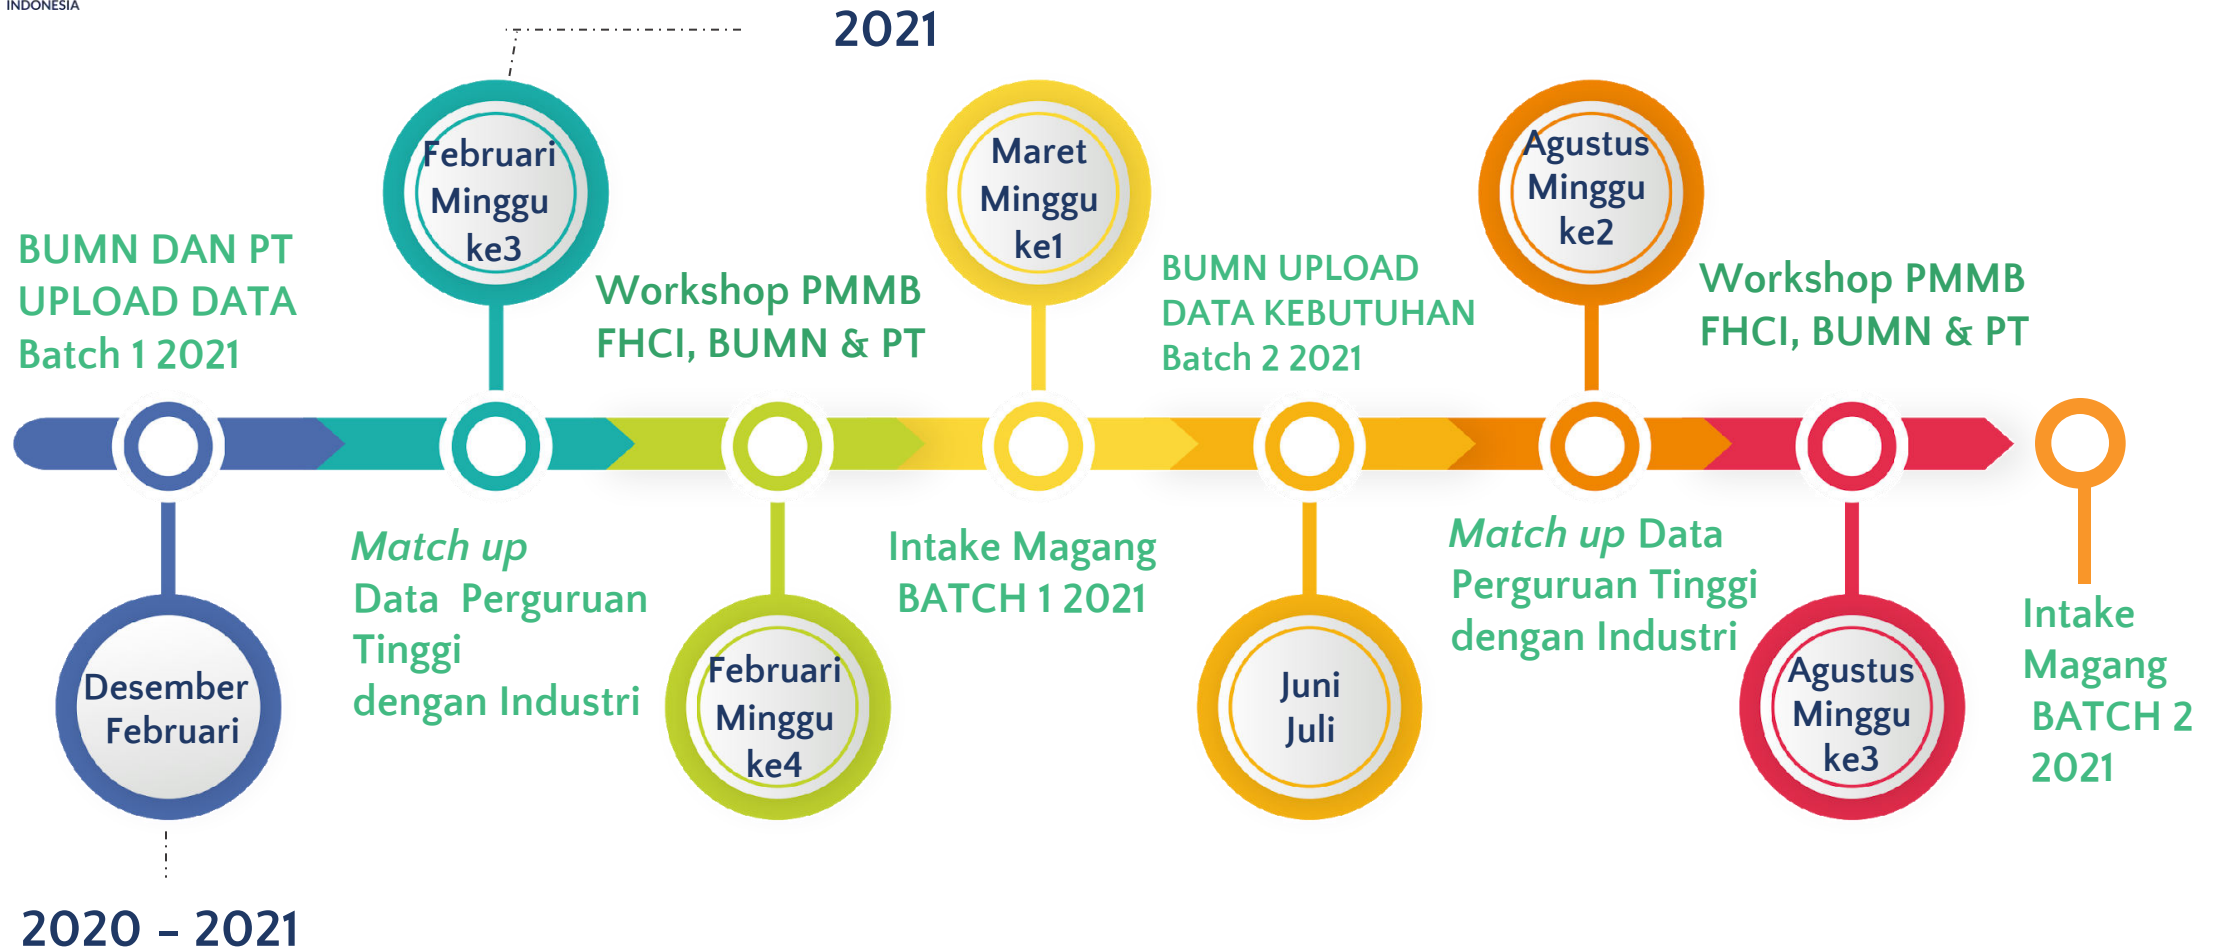 INDONESIA
2021
BUMN DAN PT
UPLOAD DATA
Batch 1 2021
Desember
Februari
2020 - 2021
Februari
Minggu
ke3
Match up
Data Perguruan
Tinggi
dengan Industri
Workshop PMMB
FHCI, BUMN & PT
Februari
Minggu
ke4
Maret
Minggu
ke1
Intake Magang
BATCH 1 2021
BUMN UPLOAD
DATA KEBUTUHAN
Batch 2 2021
Juni
Juli
Agustus
Minggu
ke2
Match up Data
Perguruan Tinggi
dengan Industri
Workshop PMMB
FHCI, BUMN & PT
Agustus
Minggu
ke3
Intake
Magang
BATCH 2
2021